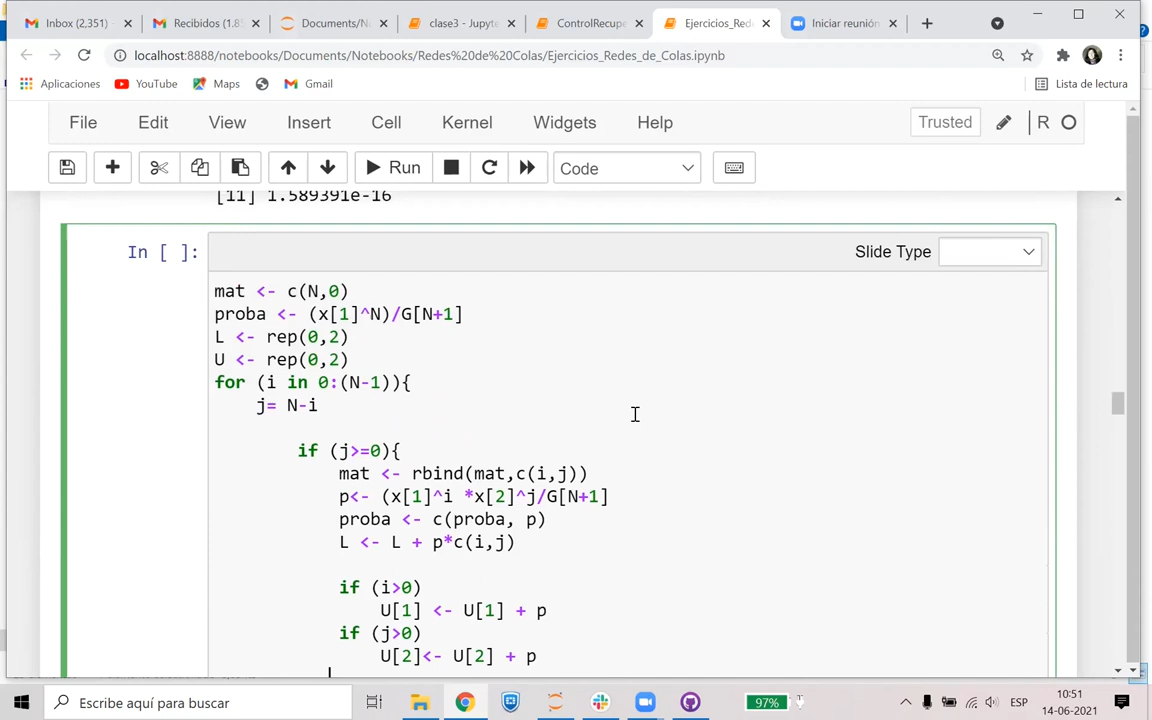 Inbox (2,351)
Recibidos (1.85
Documents/No
clase3 - Jupyte
ControlRecupe
Ejercicios_Red
Iniciar reunión
localhost:8888/notebooks/Documents/Notebooks/Redes%20de%20Colas/Ejercicios_Redes_de_Colas.ipynb
Aplicaciones YouTube Maps Gmail Lista de lectura
File Edit View Insert Cell Kernel Widgets Help Trusted R
Run Code
[11] 1.589391e-16
In [ ]: Slide Type
mat <- c(N,0)
proba <- (x[1]^N)/G[N+1]
L <- rep(0,2)
U <- rep(0,2)
for (i in 0:(N-1)){
j= N-i
if (j>=0){
mat <- rbind(mat,c(i,j))
p<- (x[1]^i *x[2]^j/G[N+1]
proba <- c(proba, p)
L <- L + p*c(i,j)
if (i>0)
U[1] <- U[1] + p
if (j>0)
U[2]<- U[2] + p
Escribe aquí para buscar
97%
ESP
10:51
14-06-2021